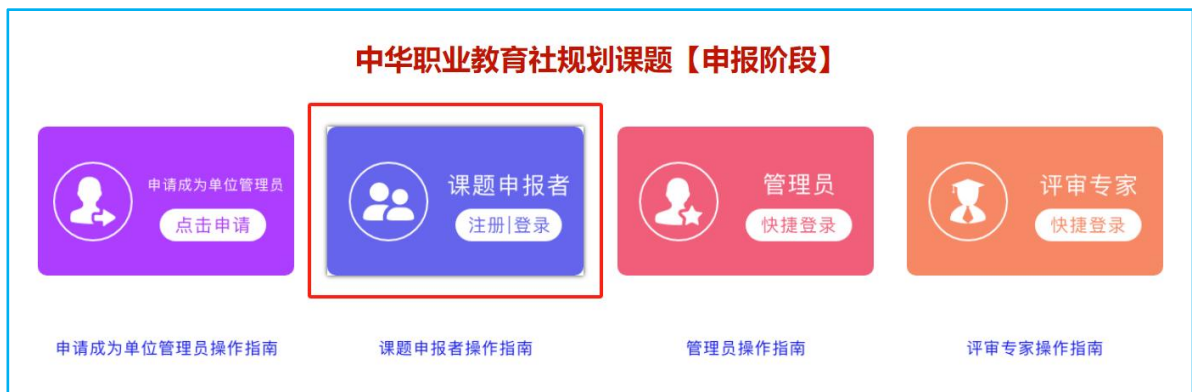 中华职业教育社规划课题【申报阶段】
申请成为单位管理员
点击申请
课题申报者
注册|登录
管理员
快捷登录
评审专家
快捷登录
申请成为单位管理员操作指南
课题申报者操作指南
管理员操作指南
评审专家操作指南